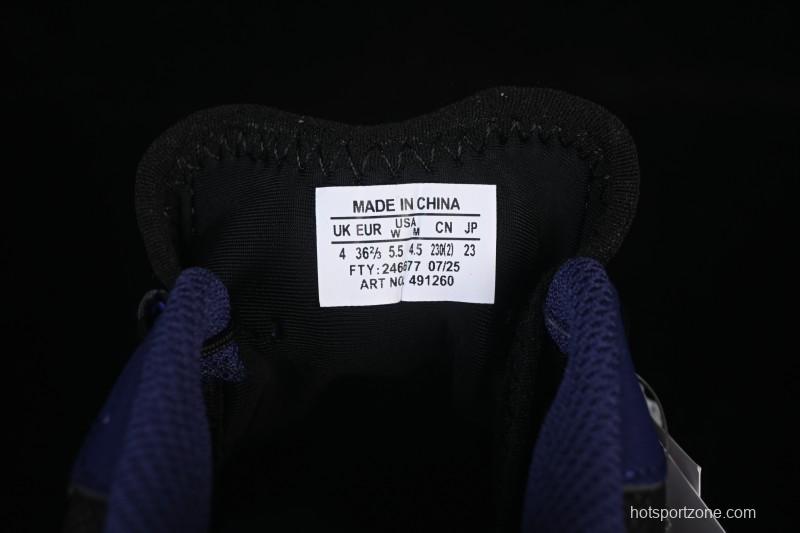 MADE IN CHINA
UK EUR USA W M CN JP
4 36⅔ 5.5 4.5 230(2) 23
FTY: 246677 07/25
ART NO. 491260
hotsportzone.com